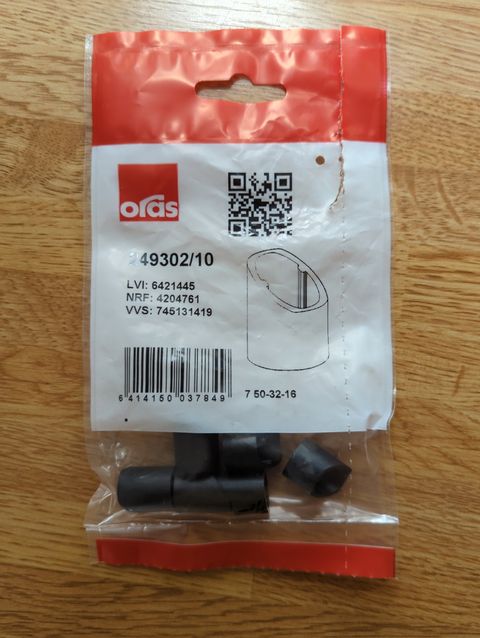 oras
249302/10
LVI: 6421445
NRF: 4204761
VVS: 745131419
6 414150 037849
7 50-32-16